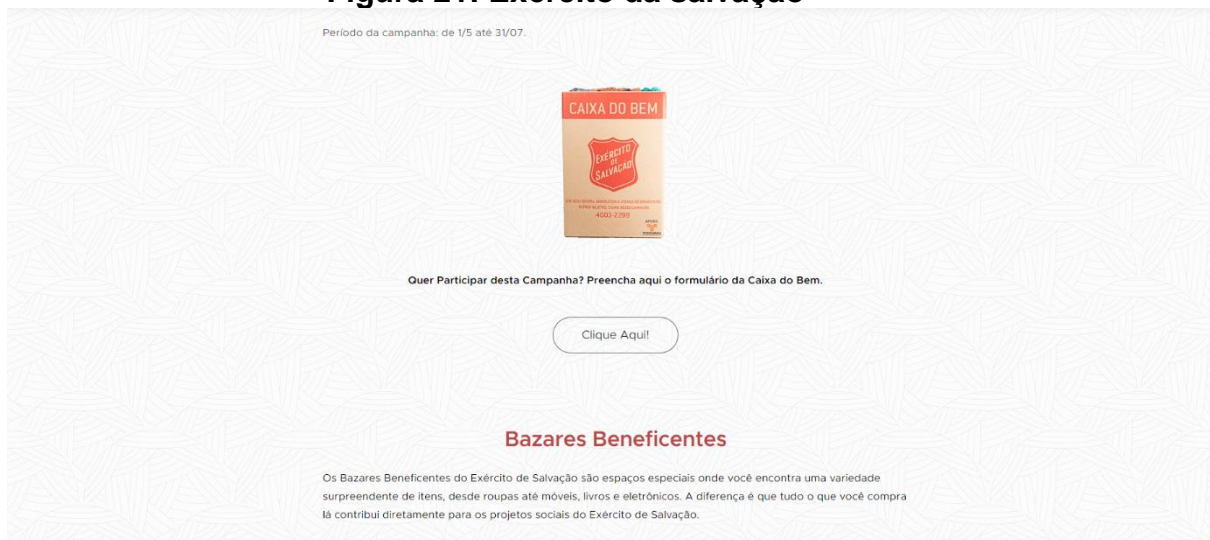 Figura 21: Exército da Salvação
Período da campanha: de 1/5 até 31/07.
CAIXA DO BEM
EXÉRCITO
DE
SALVAÇÃO
4003-2299
Quer Participar desta Campanha? Preencha aqui o formulário da Caixa do Bem.
Clique Aqui!
Bazares Beneficentes
Os Bazares Beneficentes do Exército de Salvação são espaços especiais onde você encontra uma variedade
surpreendente de itens, desde roupas até móveis, livros e eletrônicos. A diferença é que tudo o que você compra
lá contribui diretamente para os projetos sociais do Exército de Salvação.